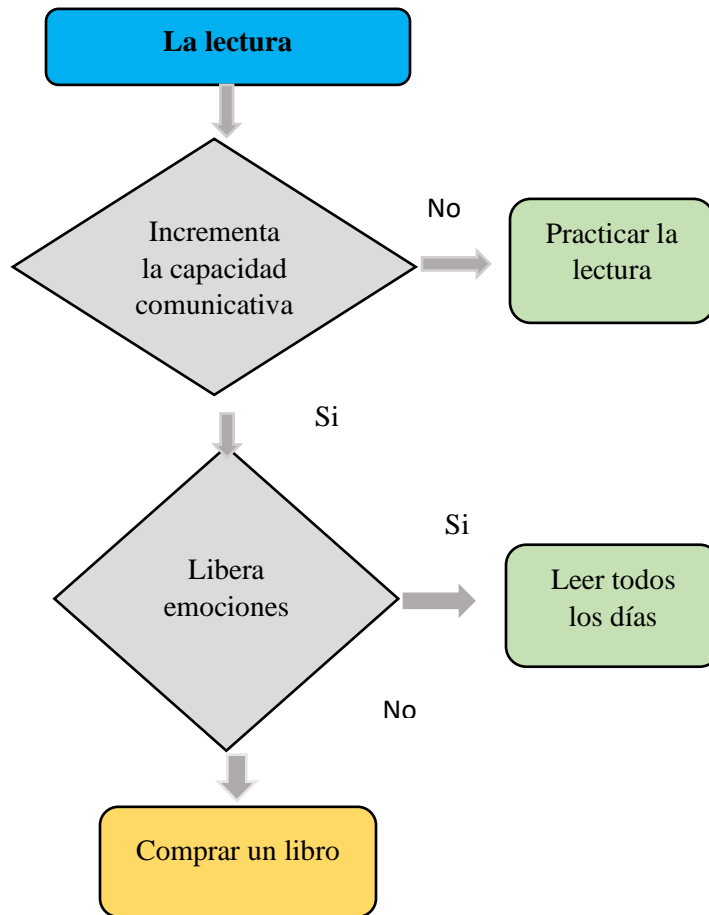 La lectura
Incrementa
la capacidad
comunicativa
No
Practicar la
lectura
Si
Libera
emociones
Si
Leer todos
los días
No
Comprar un libro